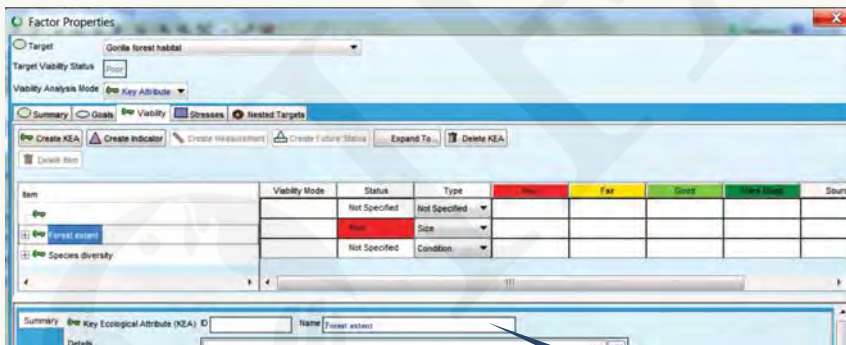 Factor Properties
Target Gorilla forest habitat
Target Viability Status Poor
Viability Analysis Mode Key Attribute
Summary Goals Viability Stresses Nested Targets
Create KEA Create Indicator Create Measurement Create Future Status Expand To... Delete KEA
Delete Item
Item Viability Mode Status Type Poor Fair Good Very Good Sourc
Not Specified Not Specified
Forest extent Poor Size
Species diversity Not Specified Condition
Summary Key Ecological Attribute (KEA) ID Name Forest extent
Details